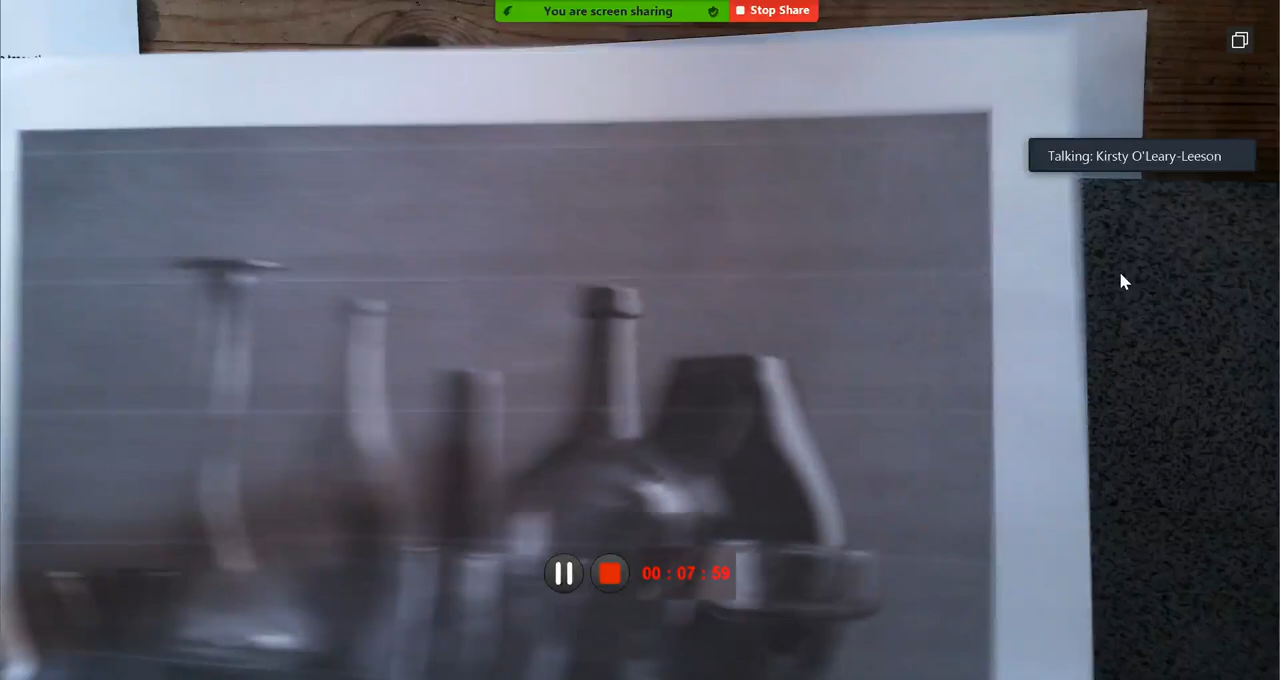 You are screen sharing
Stop Share
Talking: Kirsty O'Leary-Leeson
00 : 07 : 59